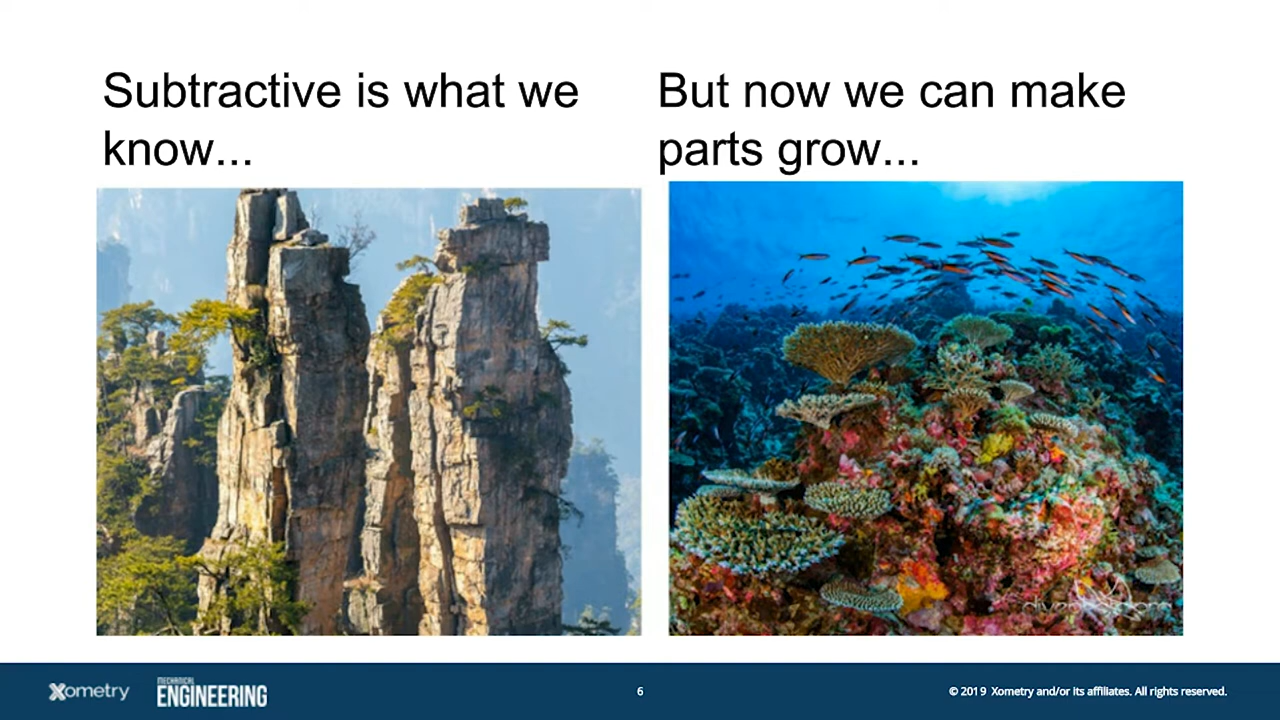 Subtractive is what we
know...
But now we can make
parts grow...
Xometry
MECHANICAL
ENGINEERING
6
© 2019 Xometry and/or its affiliates. All rights reserved.